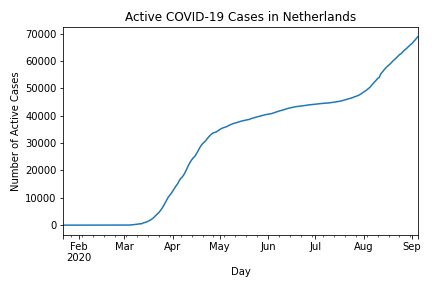 Active COVID-19 Cases in Netherlands
Number of Active Cases
70000
60000
50000
40000
30000
20000
10000
0
Feb Mar Apr May Jun Jul Aug Sep
2020
Day